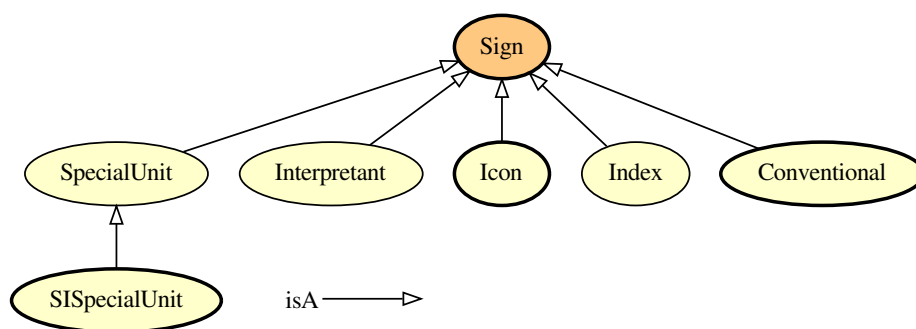 Sign
SpecialUnit
Interpretant
Icon
Index
Conventional
SISpecialUnit
isA